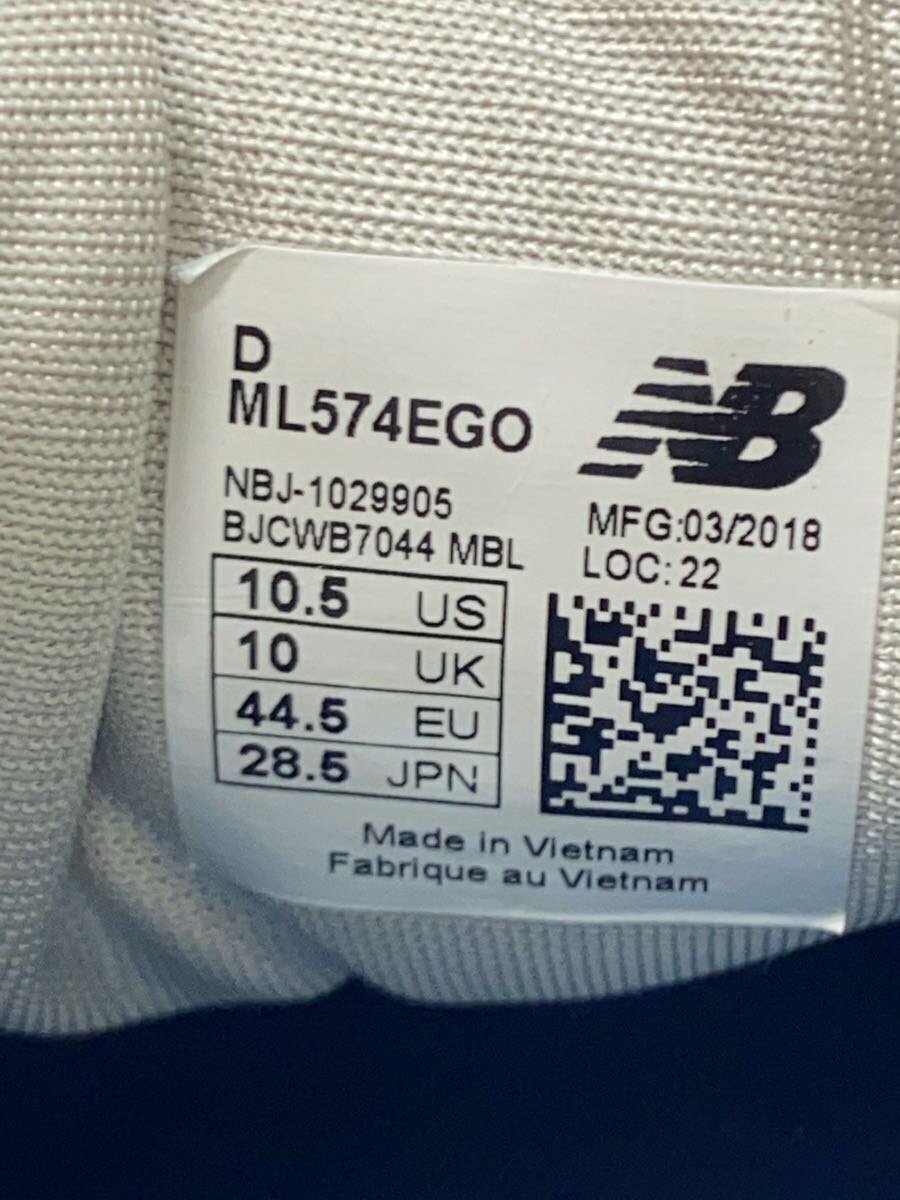 D
ML574EGO
NB
NBJ-1029905
BJCWB7044 MBL
MFG:03/2018
LOC: 22
10.5 US
10 UK
44.5 EU
28.5 JPN
Made in Vietnam
Fabrique au Vietnam